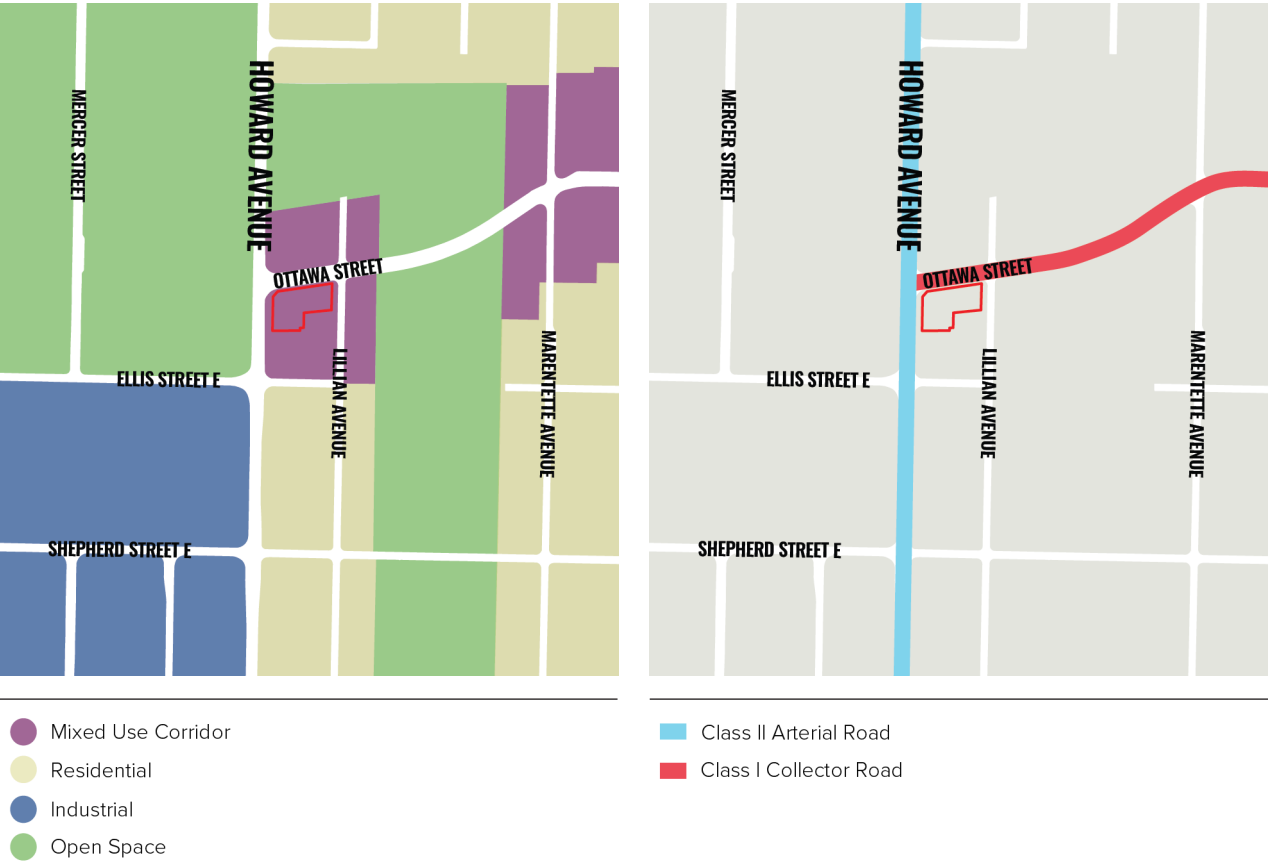 MERCER STREET
HOWARD AVENUE
OTTAWA STREET
ELLIS STREET E
LILLIAN AVENUE
MARENTETTE AVENUE
SHEPHERD STREET E
Mixed Use Corridor
Residential
Industrial
Open Space
MERCER STREET
HOWARD AVENUE
OTTAWA STREET
ELLIS STREET E
LILLIAN AVENUE
MARENTETTE AVENUE
SHEPHERD STREET E
Class II Arterial Road
Class I Collector Road